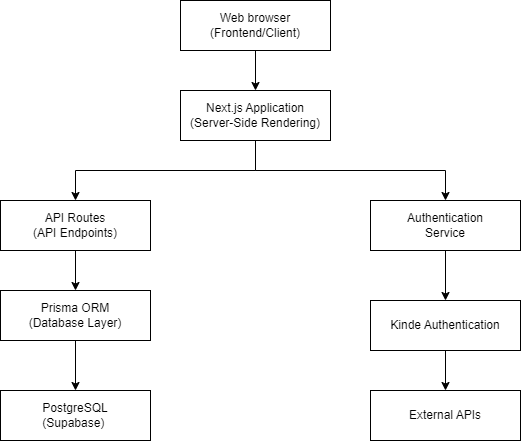 Web browser
(Frontend/Client)
Next.js Application
(Server-Side Rendering)
API Routes
(API Endpoints)
Authentication
Service
Prisma ORM
(Database Layer)
Kinde Authentication
PostgreSQL
(Supabase)
External APIs